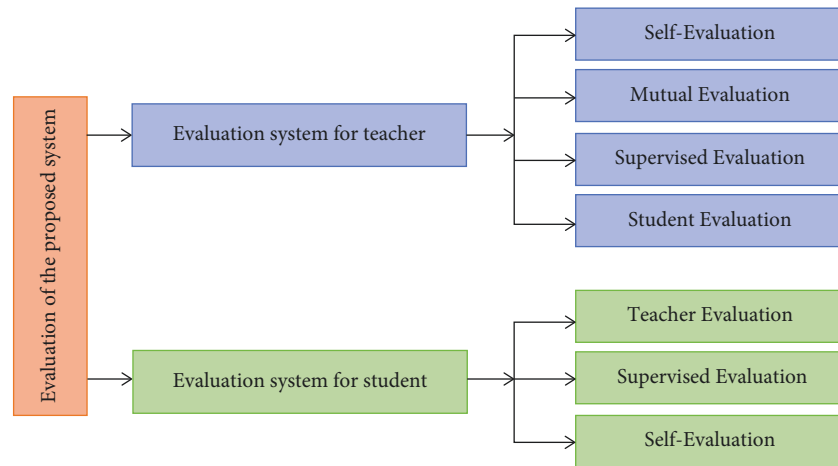 Evaluation of the proposed system
Evaluation system for teacher
Self-Evaluation
Mutual Evaluation
Supervised Evaluation
Student Evaluation
Evaluation system for student
Teacher Evaluation
Supervised Evaluation
Self-Evaluation